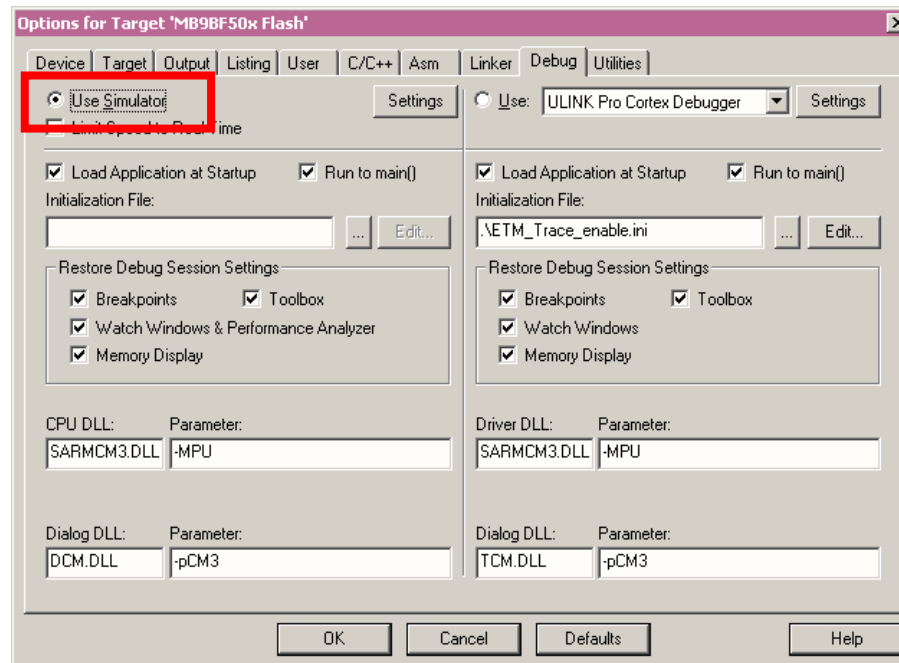 Options for Target 'MB9BF50x Flash'
Device Target Output Listing User C/C++ Asm Linker Debug Utilities
Use Simulator Settings
Limit Speed to Real-Time
Use: ULINK Pro Cortex Debugger Settings
Load Application at Startup Run to main()
Initialization File:
... Edit...
Restore Debug Session Settings
Breakpoints Toolbox
Watch Windows & Performance Analyzer
Memory Display
Load Application at Startup Run to main()
Initialization File:
.\ETM_Trace_enable.ini ... Edit...
Restore Debug Session Settings
Breakpoints Toolbox
Watch Windows
Memory Display
CPU DLL: Parameter:
SARMCM3.DLL -MPU
Driver DLL: Parameter:
SARMCM3.DLL -MPU
Dialog DLL: Parameter:
DCM.DLL -pCM3
Dialog DLL: Parameter:
TCM.DLL -pCM3
OK Cancel Defaults Help